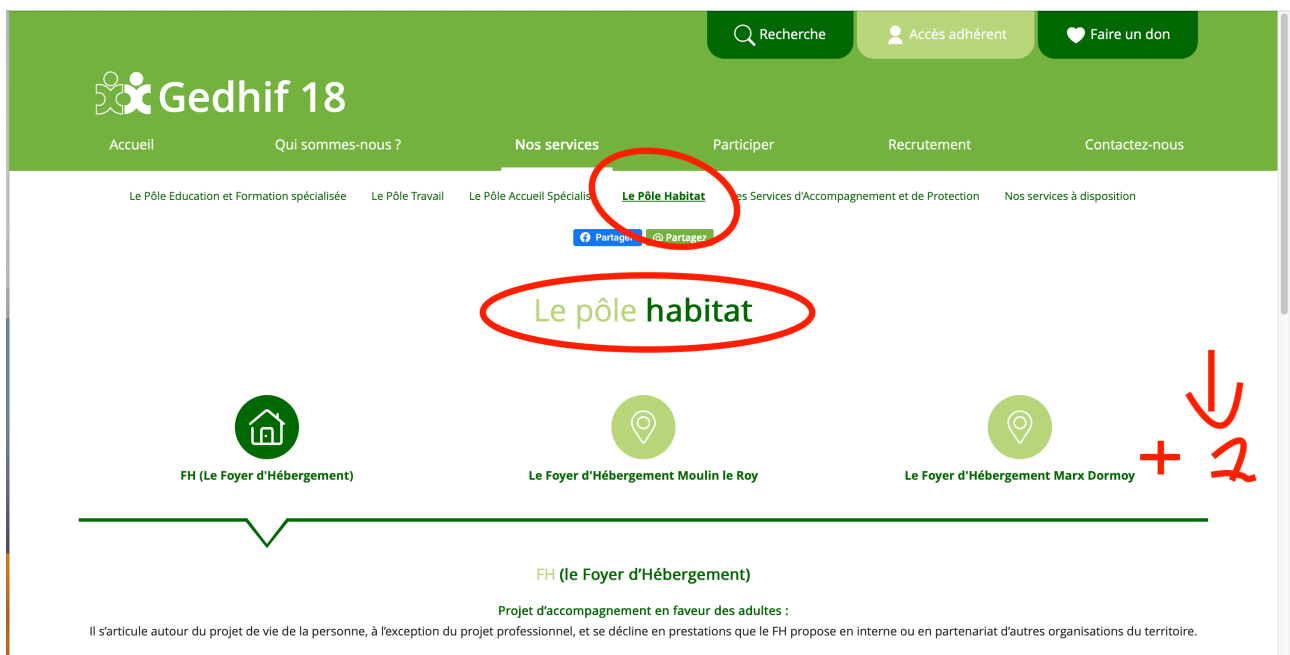 Recherche Accès adhérent Faire un don
Gedhif 18
Accueil Qui sommes-nous ? Nos services Participer Recrutement Contactez-nous
Le Pôle Education et Formation spécialisée Le Pôle Travail Le Pôle Accueil Spécialis Le Pôle Habitat es Services d'Accompagnement et de Protection Nos services à disposition
Partager @ Partagez
Le pôle habitat
FH (Le Foyer d'Hébergement) Le Foyer d'Hébergement Moulin le Roy Le Foyer d'Hébergement Marx Dormoy + 2
FH (le Foyer d’Hébergement)
Projet d’accompagnement en faveur des adultes :
Il s’articule autour du projet de vie de la personne, à l’exception du projet professionnel, et se décline en prestations que le FH propose en interne ou en partenariat d’autres organisations du territoire.